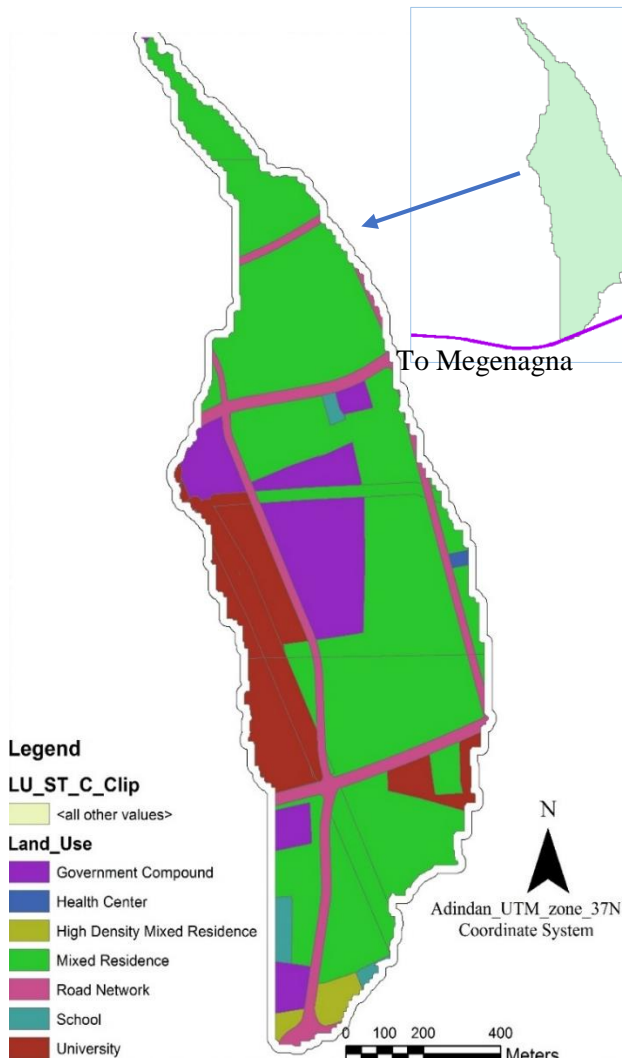 To Megenagna
Legend
LU_ST_C_Clip
<all other values>
Land_Use
Government Compound
Health Center
High Density Mixed Residence
Mixed Residence
Road Network
School
University
N
Adindan_UTM_zone_37N
Coordinate System
0 100 200 400
Meters